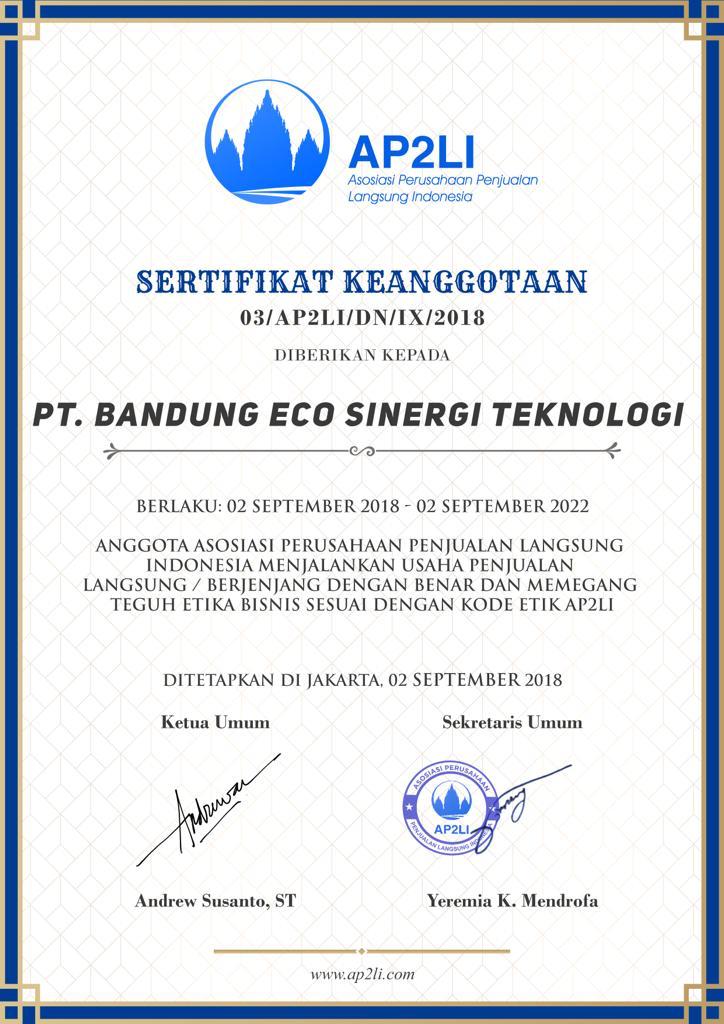 AP2LI
Asosiasi Perusahaan Penjualan
Langsung Indonesia
SERTIFIKAT KEANGGOTAAN
03/AP2LI/DN/IX/2018
DIBERIKAN KEPADA
PT. BANDUNG ECO SINERGI TEKNOLOGI
BERLAKU: 02 SEPTEMBER 2018 - 02 SEPTEMBER 2022
ANGGOTA ASOSIASI PERUSAHAAN PENJUALAN LANGSUNG
INDONESIA MENJALANKAN USAHA PENJUALAN
LANGSUNG / BERJENJANG DENGAN BENAR DAN MEMEGANG
TEGUH ETIKA BISNIS SESUAI DENGAN KODE ETIK AP2LI
DITETAPKAN DI JAKARTA, 02 SEPTEMBER 2018
Ketua Umum
Sekretaris Umum
ASOSIASI PERUSAHAAN
AP2LI
PENJUALAN LANGSUNG INDONESIA
Andrew Susanto, ST
Yeremia K. Mendrofa
www.ap2li.com